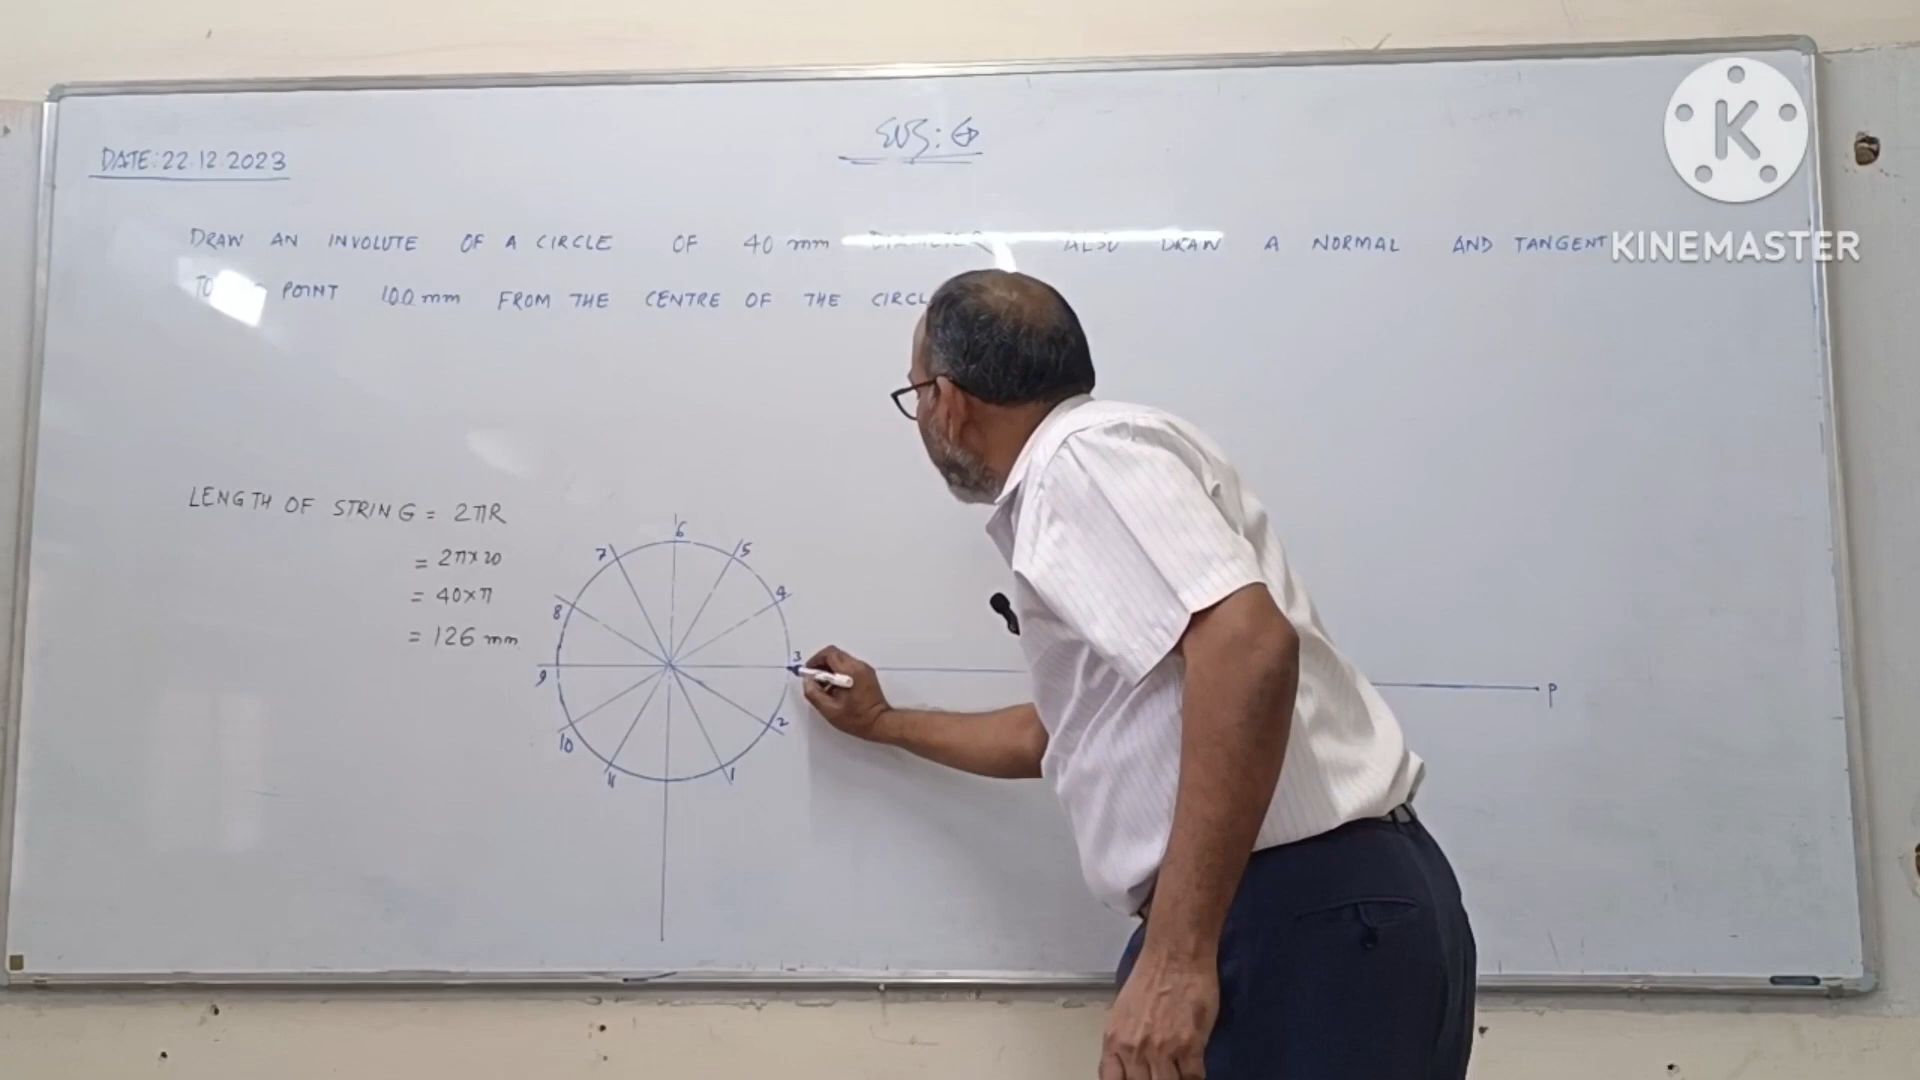 DATE: 22.12.2023
DRAW AN INVOLUTE OF A CIRCLE OF 40 mm DIAMETER ALSO DRAW A NORMAL AND TANGENT
TO POINT 100 mm FROM THE CENTRE OF THE
LENGTH OF STRING = 2πR
= 2π×20
= 40×π
= 126 mm
6
7
5
8
4
3
9
2
10
11
1
P
K
KINEMASTER